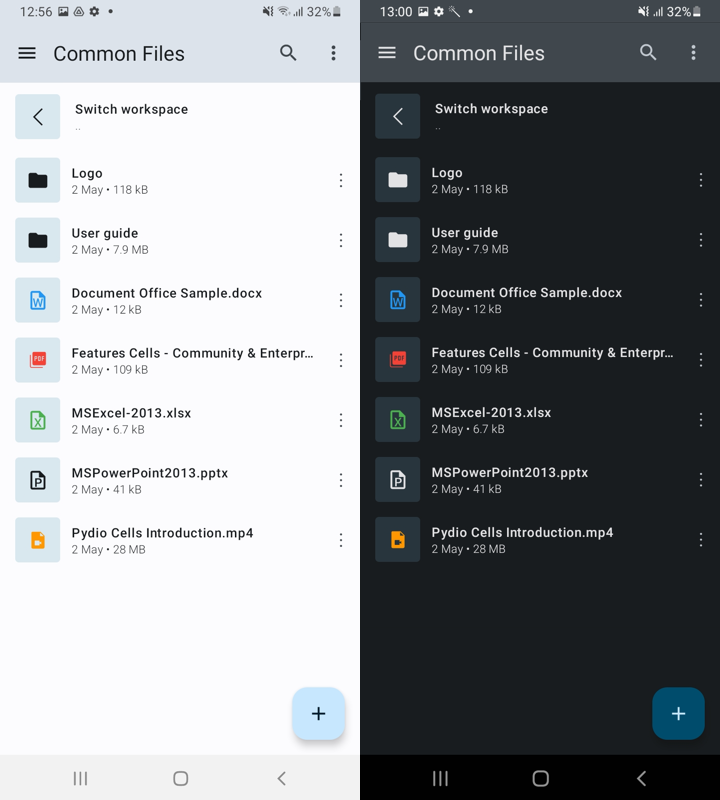 12:56
32%
Common Files
Switch workspace
..
Logo
2 May • 118 kB
User guide
2 May • 7.9 MB
W
Document Office Sample.docx
2 May • 12 kB
PDF
Features Cells - Community & Enterpr...
2 May • 109 kB
X
MSExcel-2013.xlsx
2 May • 6.7 kB
P
MSPowerPoint2013.pptx
2 May • 41 kB
Pydio Cells Introduction.mp4
2 May • 28 MB
+
13:00
32%
Common Files
Switch workspace
..
Logo
2 May • 118 kB
User guide
2 May • 7.9 MB
W
Document Office Sample.docx
2 May • 12 kB
PDF
Features Cells - Community & Enterpr...
2 May • 109 kB
X
MSExcel-2013.xlsx
2 May • 6.7 kB
P
MSPowerPoint2013.pptx
2 May • 41 kB
Pydio Cells Introduction.mp4
2 May • 28 MB
+